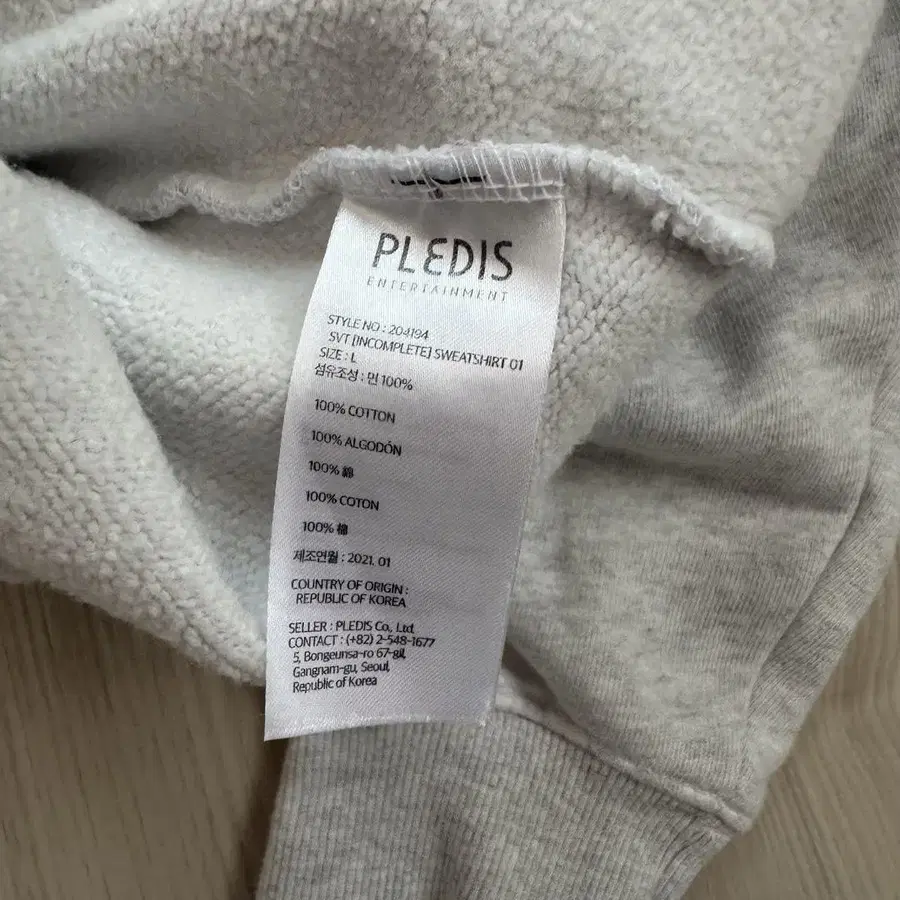 PLEDIS
ENTERTAINMENT
STYLE NO : 204194
SVT [INCOMPLETE] SWEATSHIRT 01
SIZE : L
섬유조성 : 면 100%
100% COTTON
100% ALGODÓN
100% 綿
100% COTON
100% 棉
제조연월 : 2021. 01
COUNTRY OF ORIGIN :
REPUBLIC OF KOREA
SELLER : PLEDIS Co., Ltd.
CONTACT : (+82) 2-548-1677
5, Bongeunsa-ro 67-gil,
Gangnam-gu, Seoul,
Republic of Korea